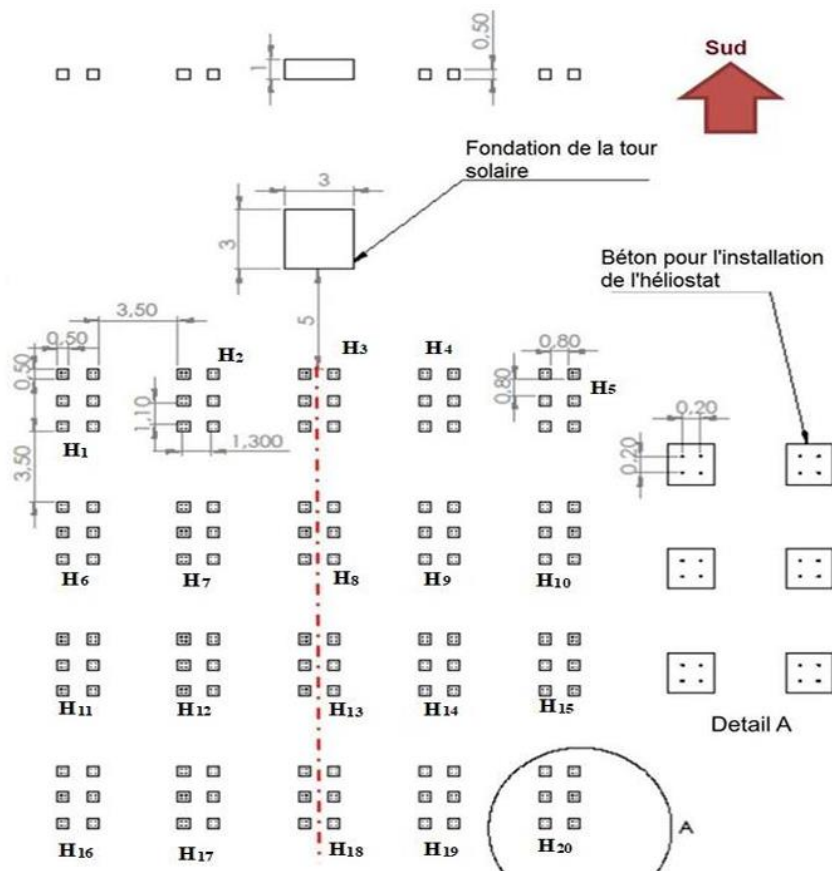 0,50
Sud
1
Fondation de la tour
solaire
3
3
Béton pour l'installation
de l'héliostat
3,50
5
0,50
H2
H3
H4
0,80
0,50
H5
0,80
1,10
0,20
H1
1,300
0,20
3,50
H6
H7
H8
H9
H10
H11
H12
H13
H14
H15
Detail A
A
H16
H17
H18
H19
H20